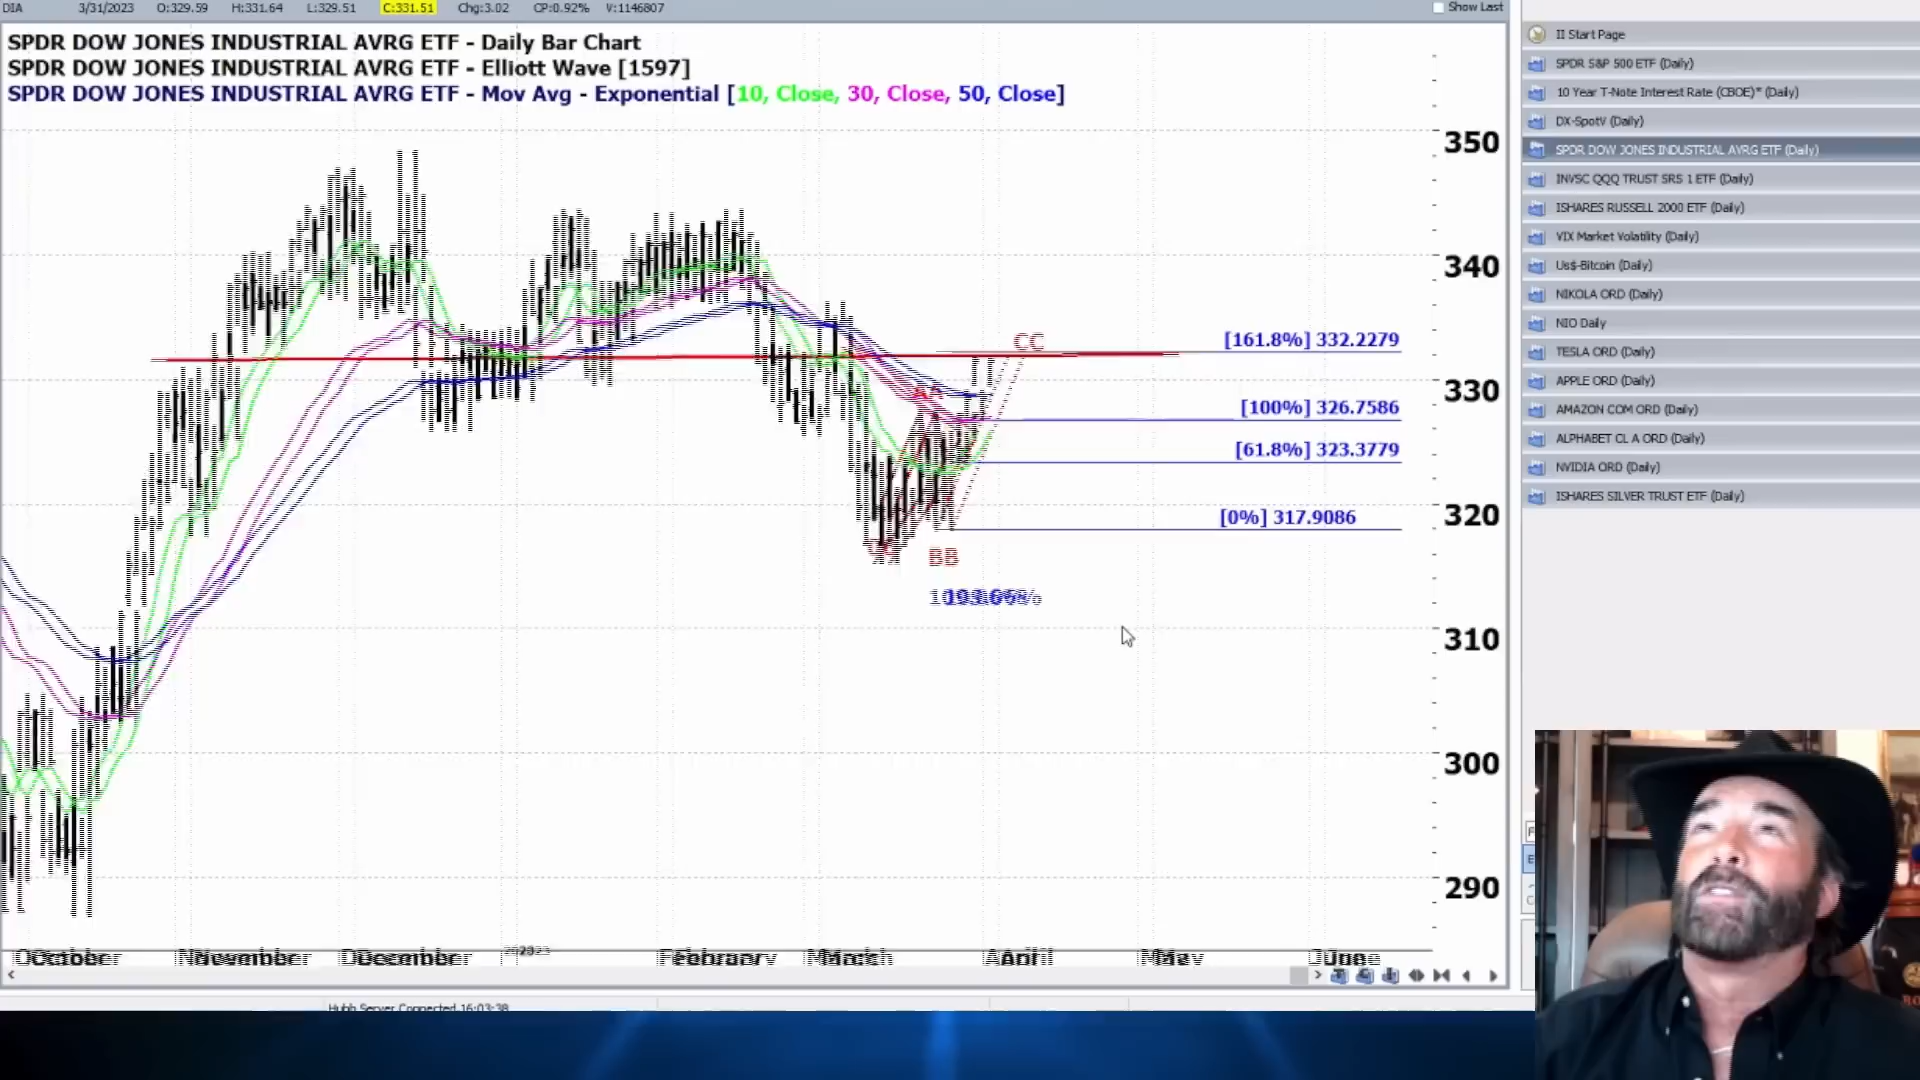 DIA 3/31/2023 O:329.59 H:331.64 L:329.51 C:331.51 Chg:3.02 CP:0.92% V:1146807 Show Last
SPDR DOW JONES INDUSTRIAL AVRG ETF - Daily Bar Chart
SPDR DOW JONES INDUSTRIAL AVRG ETF - Elliott Wave [1597]
SPDR DOW JONES INDUSTRIAL AVRG ETF - Mov Avg - Exponential [10, Close, 30, Close, 50, Close]
350
340
330
320
310
300
290
CC
[161.8%] 332.2279
AA
[100%] 326.7586
[61.8%] 323.3779
[0%] 317.9086
BB
October November December February March April May June
Hubb Server Connected 16:03:38
II Start Page
SPDR S&P 500 ETF (Daily)
10 Year T-Note Interest Rate (CBOE)* (Daily)
DX-SpotV (Daily)
SPDR DOW JONES INDUSTRIAL AVRG ETF (Daily)
INVSC QQQ TRUST SRS 1 ETF (Daily)
ISHARES RUSSELL 2000 ETF (Daily)
VIX Market Volatility (Daily)
Us$-Bitcoin (Daily)
NIKOLA ORD (Daily)
NIO Daily
TESLA ORD (Daily)
APPLE ORD (Daily)
AMAZON COM ORD (Daily)
ALPHABET CL A ORD (Daily)
NVIDIA ORD (Daily)
ISHARES SILVER TRUST ETF (Daily)